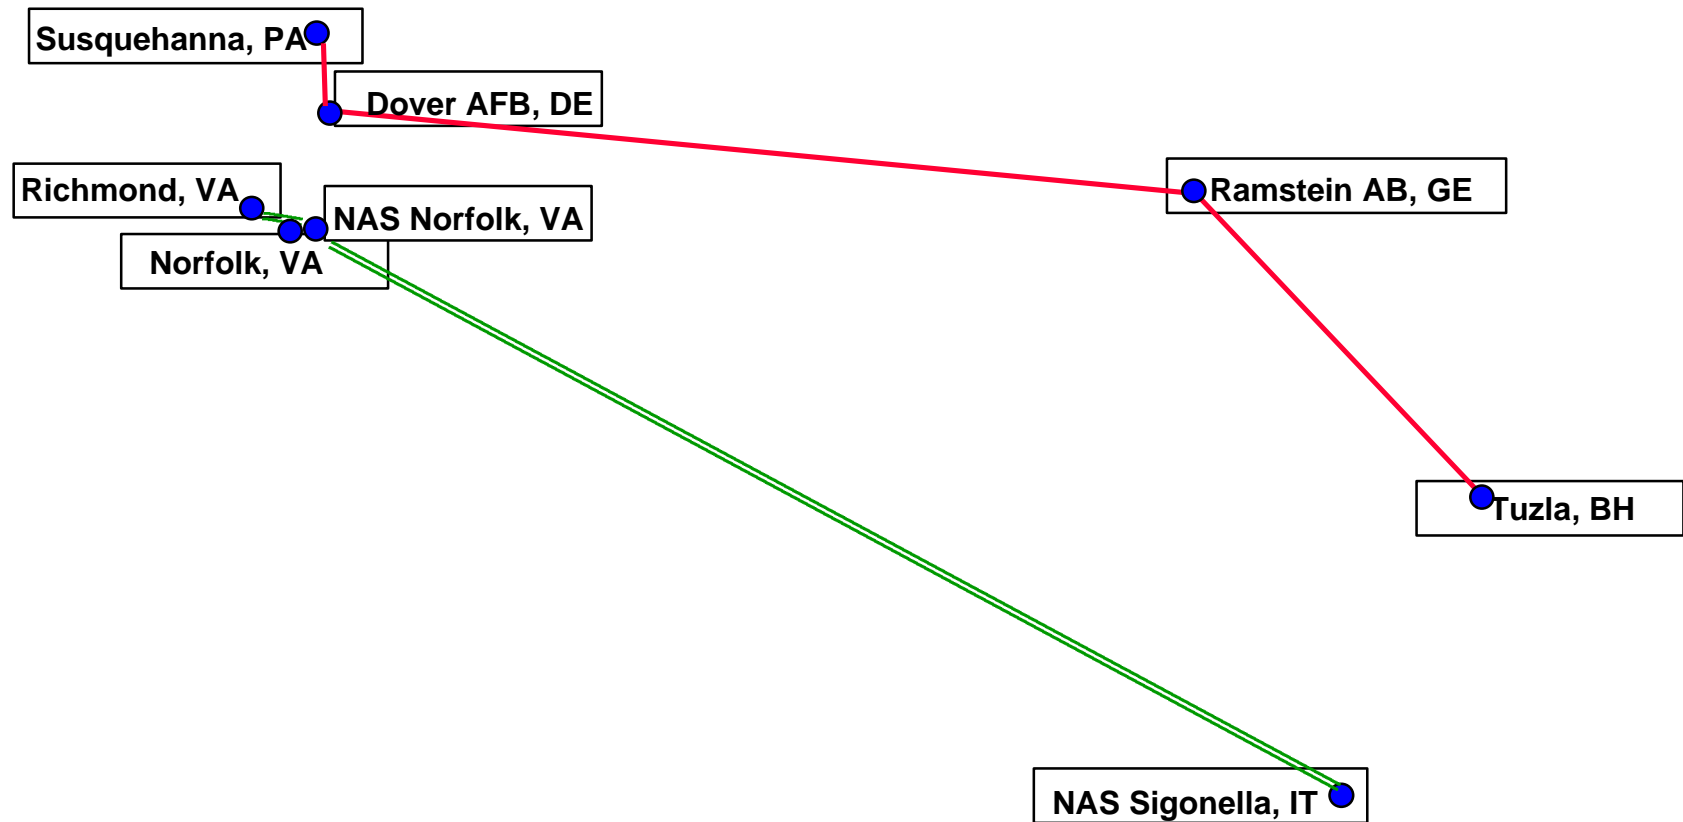 Susquehanna, PA
Dover AFB, DE
Richmond, VA
NAS Norfolk, VA
Ramstein AB, GE
Norfolk, VA
Tuzla, BH
NAS Sigonella, IT